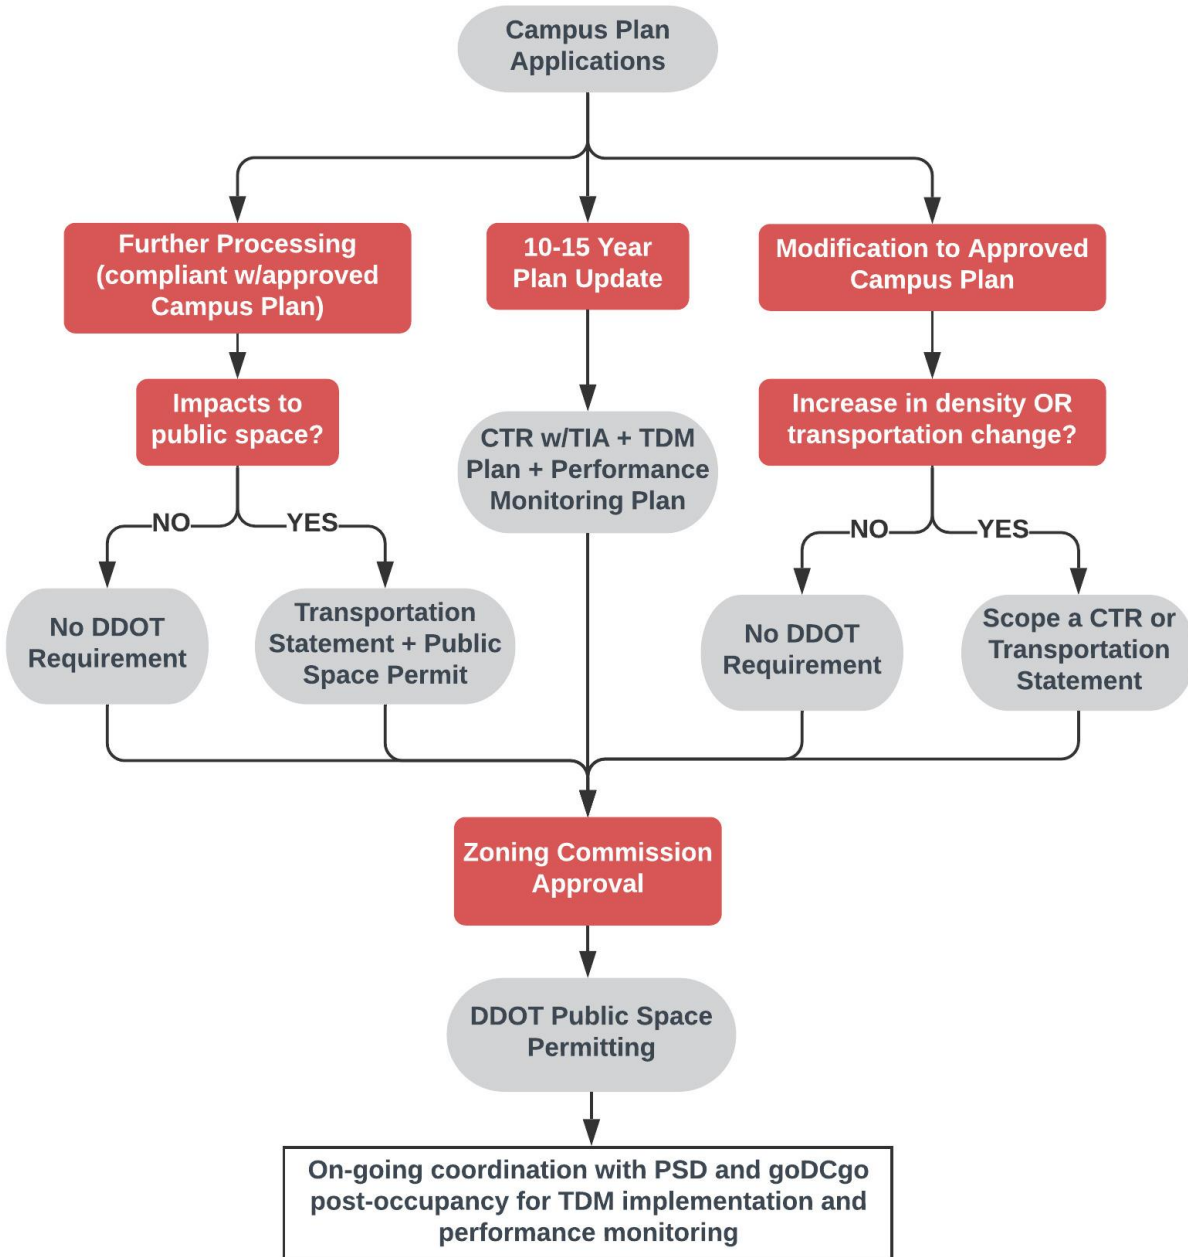 Campus Plan
Applications
Further Processing
(compliant w/approved
Campus Plan)
10-15 Year
Plan Update
Modification to Approved
Campus Plan
Impacts to
public space?
CTR w/TIA + TDM
Plan + Performance
Monitoring Plan
Increase in density OR
transportation change?
NO
YES
NO
YES
No DDOT
Requirement
Transportation
Statement + Public
Space Permit
No DDOT
Requirement
Scope a CTR or
Transportation
Statement
Zoning Commission
Approval
DDOT Public Space
Permitting
On-going coordination with PSD and goDCgo
post-occupancy for TDM implementation and
performance monitoring